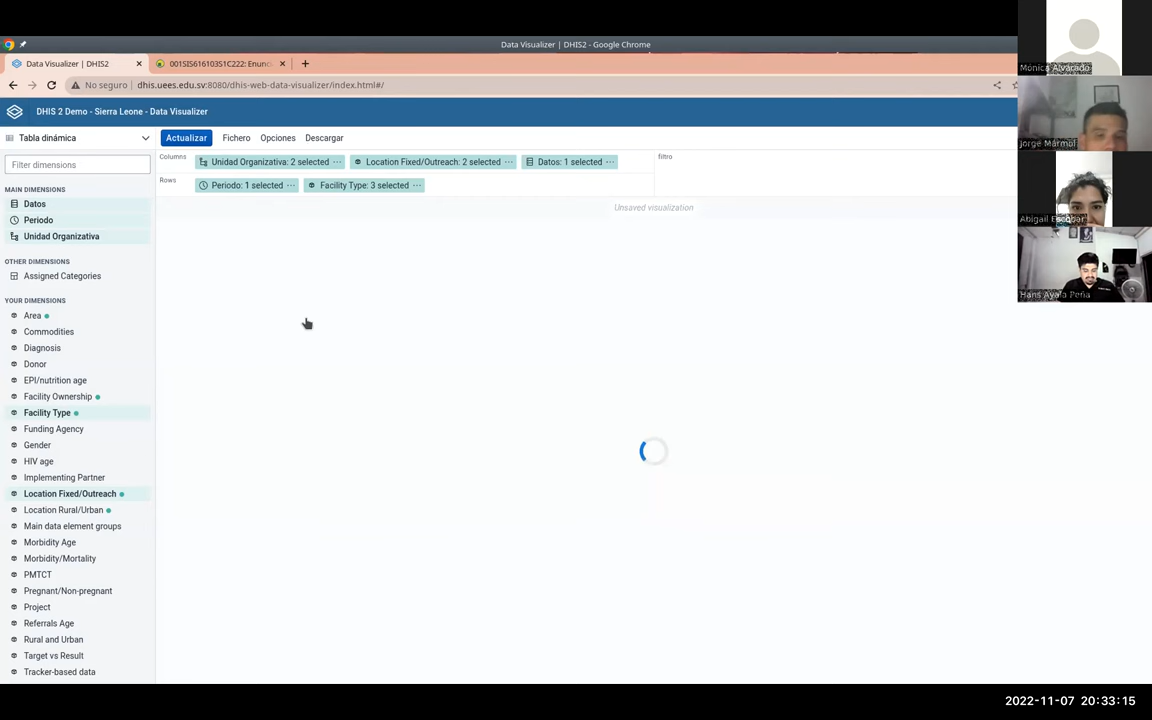 Data Visualizer | DHIS2 - Google Chrome
Data Visualizer | DHIS2
001SIS616103S1C222: Enun
No seguro
dhis.uees.edu.sv:8080/dhis-web-data-visualizer/index.html#/
DHIS 2 Demo - Sierra Leone - Data Visualizer
Tabla dinámica
Actualizar
Fichero
Opciones
Descargar
Filter dimensions
MAIN DIMENSIONS
Datos
Periodo
Unidad Organizativa
OTHER DIMENSIONS
Assigned Categories
YOUR DIMENSIONS
Area
Commodities
Diagnosis
Donor
EPI/nutrition age
Facility Ownership
Facility Type
Funding Agency
Gender
HIV age
Implementing Partner
Location Fixed/Outreach
Location Rural/Urban
Main data element groups
Morbidity Age
Morbidity/Mortality
PMTCT
Pregnant/Non-pregnant
Project
Referrals Age
Rural and Urban
Target vs Result
Tracker-based data
Columns
Unidad Organizativa: 2 selected
Location Fixed/Outreach: 2 selected
Datos: 1 selected
filtro
Rows
Periodo: 1 selected
Facility Type: 3 selected
Unsaved visualization
Mónica Alvarado
Jorge Mármol
Abigail Escobar
Hans Ayala Peña
2022-11-07 20:33:15